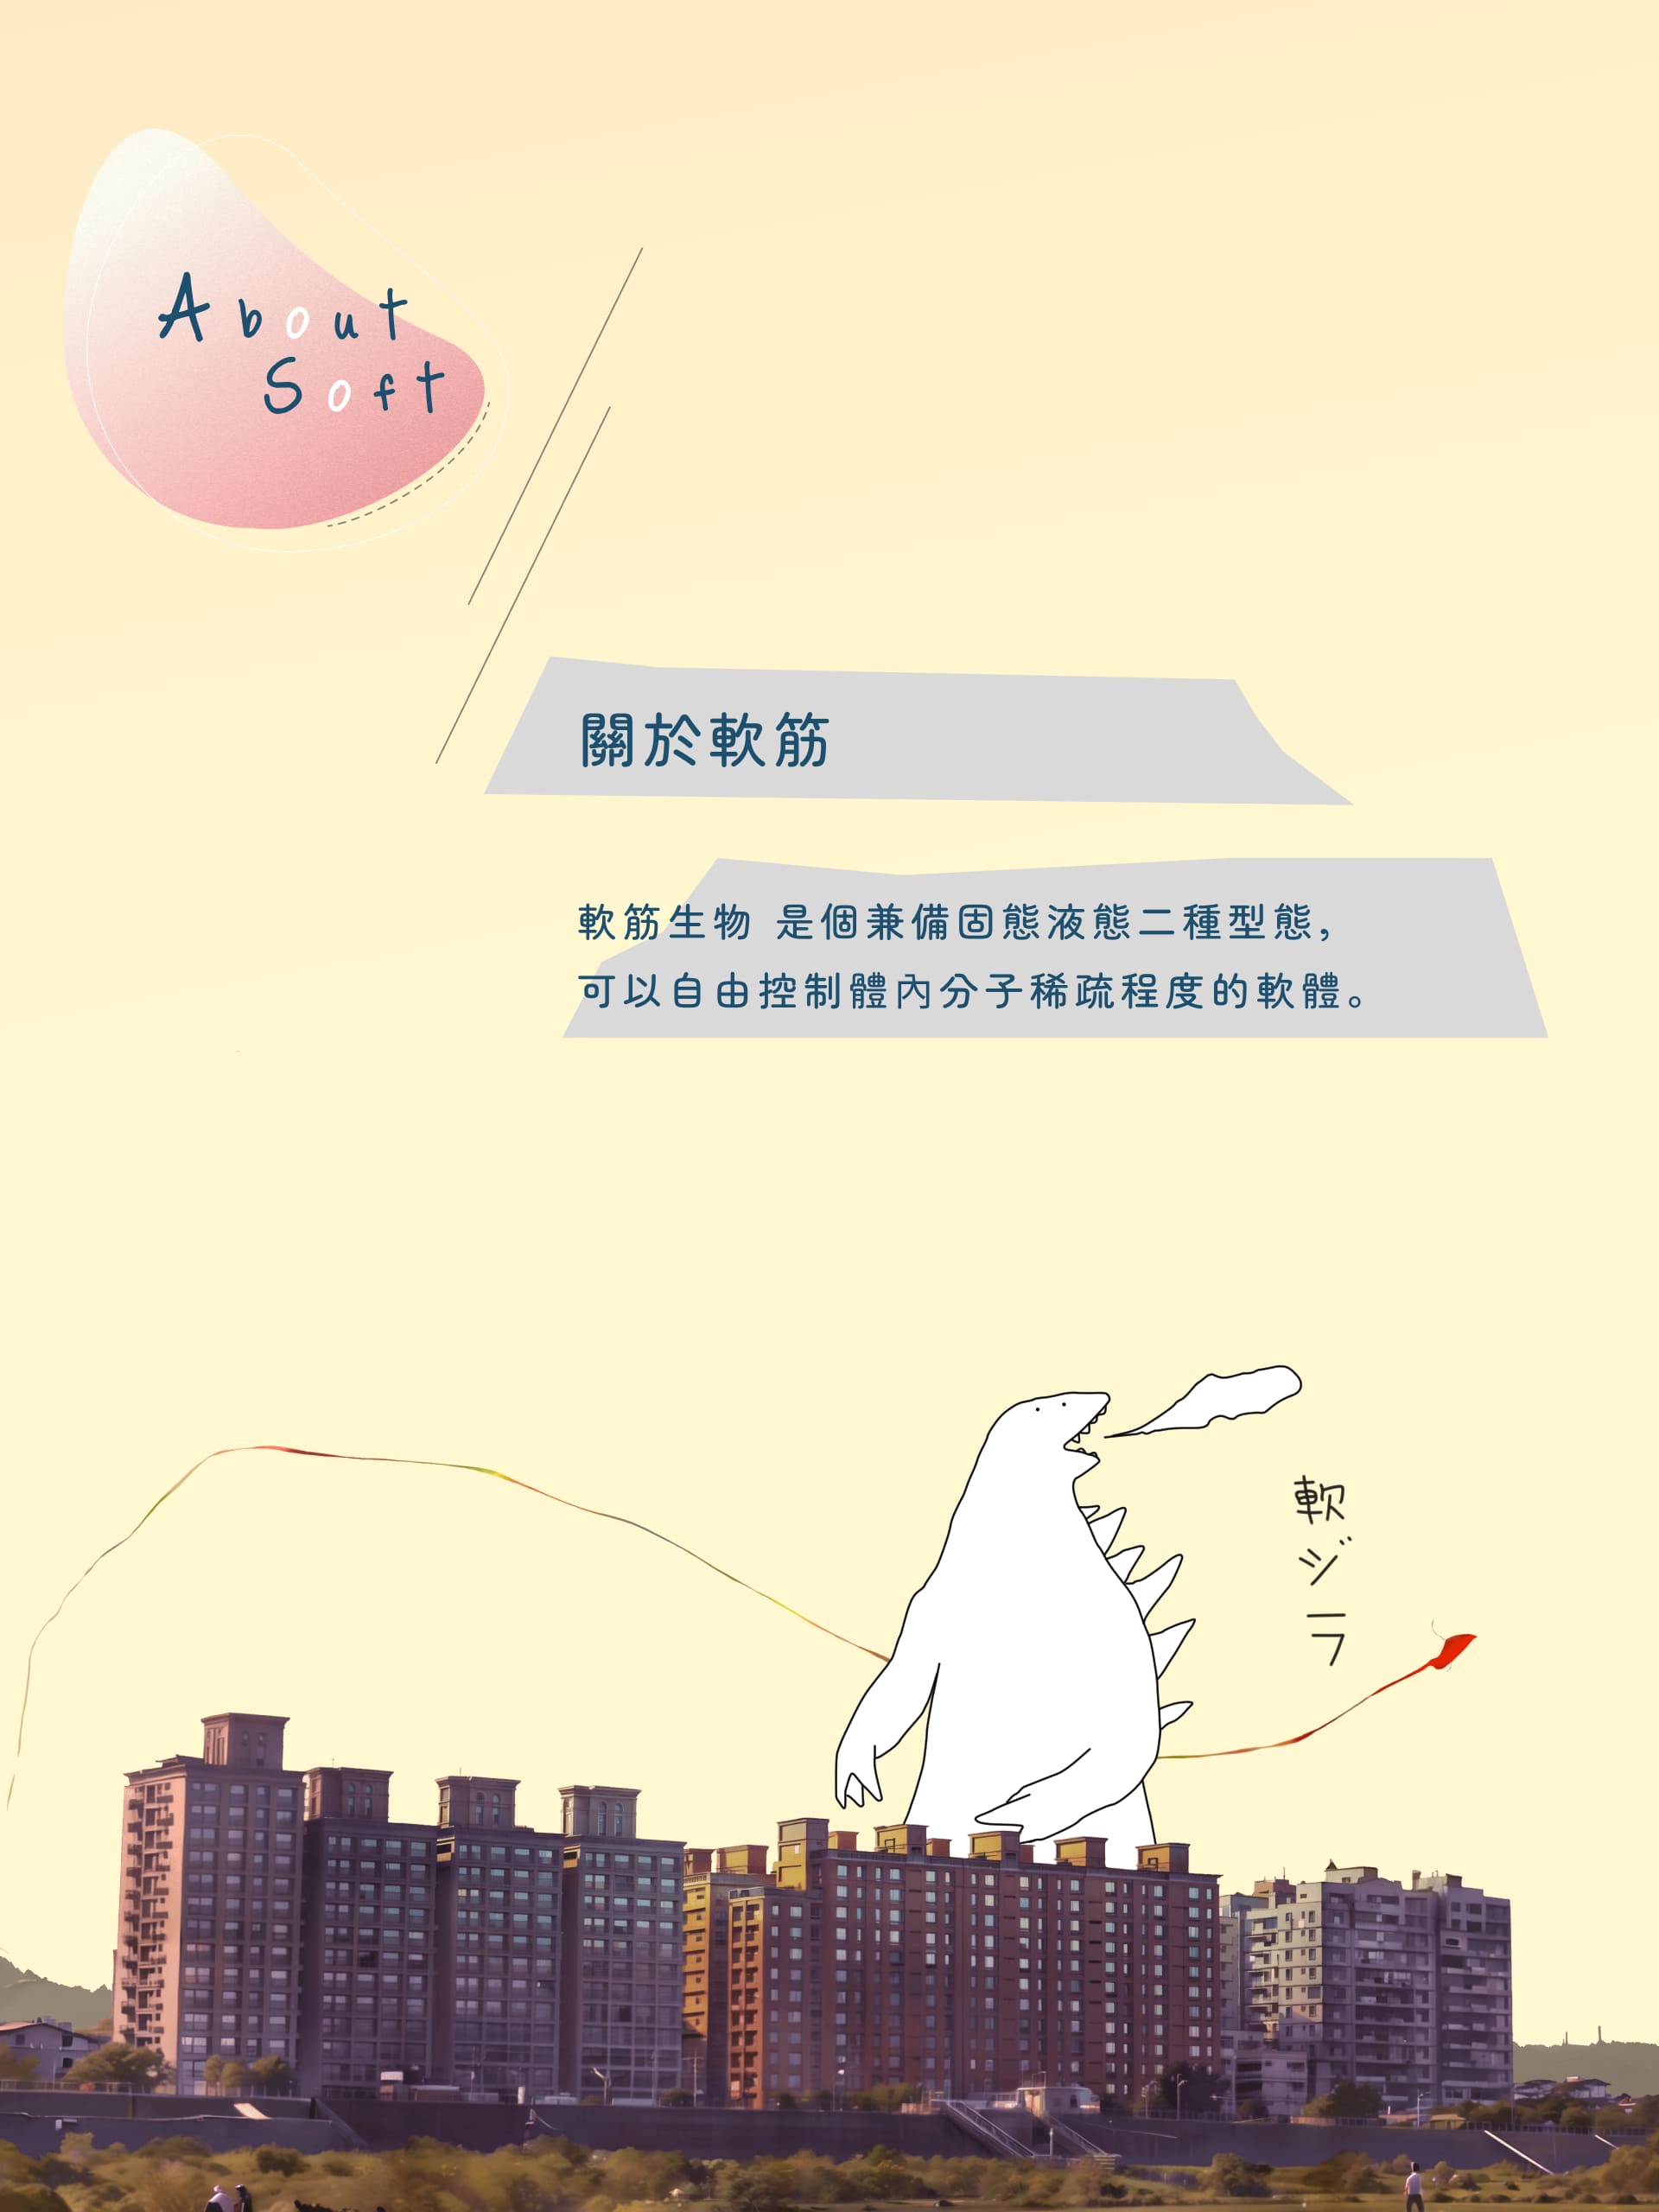 About
Soft
關於軟筋
軟筋生物 是個兼備固態液態二種型態，
可以自由控制體內分子稀疏程度的軟體。
軟ジラ